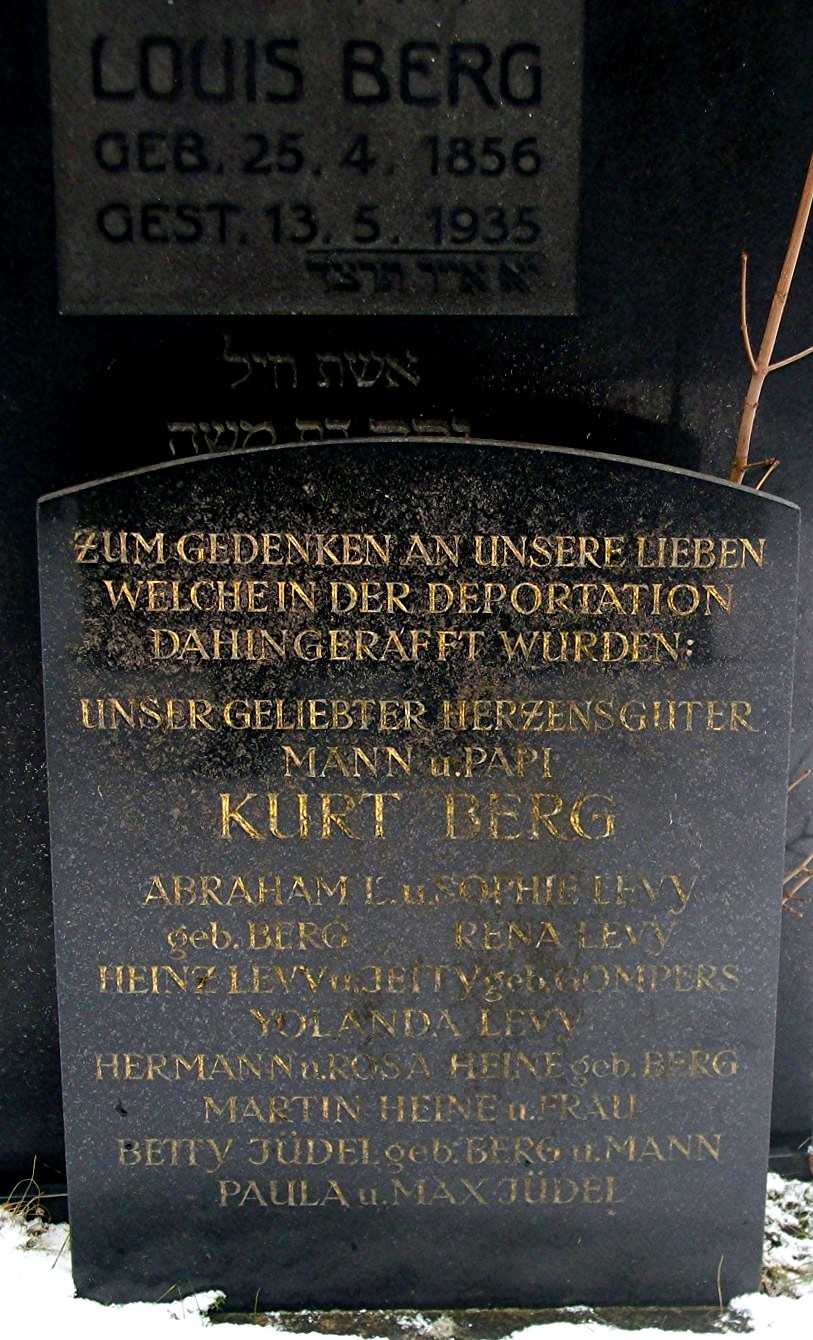 LOUIS BERG
GEB. 25. 4. 1856
GEST. 13. 5. 1935
אשת חיל
משה
ZUM GEDENKEN AN UNSERE LIEBEN
WELCHE IN DER DEPORTATION
DAHINGERAFFT WURDEN:
UNSER GELIEBTER HERZENSGUTER
MANN u. PAPI
KURT BERG
ABRAHAM L. u. SOPHIE LEVY
geb. BERG RENA LEVY
HEINZ LEVY u. JETTY geb. GOMPERS
YOLANDA LEVY
HERMANN u. ROSA HEINE geb. BERG
MARTIN HEINE u. FRAU
BETTY JÜDEL geb. BERG u. MANN
PAULA u. MAX JÜDEL